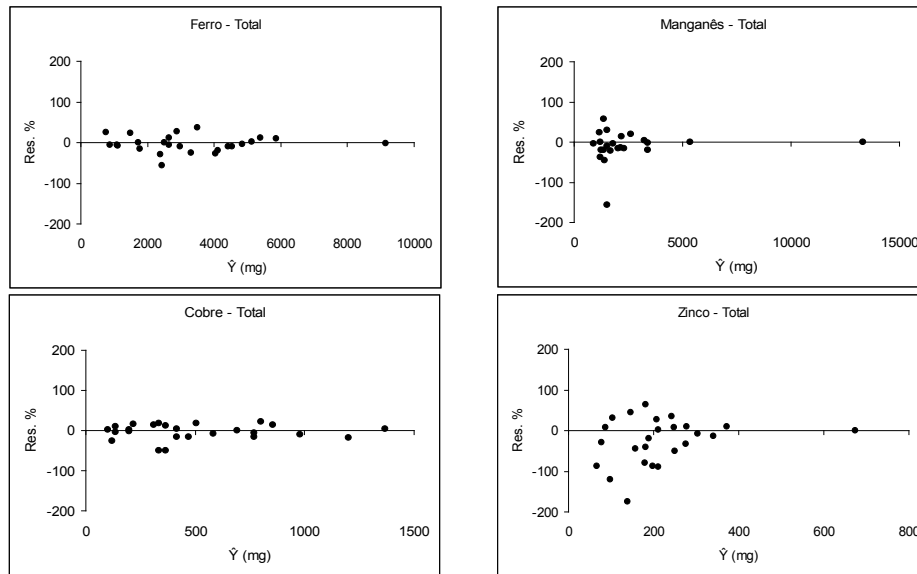 Ferro - Total
Res. %
200
100
0
-100
-200
0 2000 4000 6000 8000 10000
Ŷ (mg)
Manganês - Total
Res. %
200
100
0
-100
-200
0 5000 10000 15000
Ŷ (mg)
Cobre - Total
Res. %
200
100
0
-100
-200
0 500 1000 1500
Ŷ (mg)
Zinco - Total
Res. %
200
100
0
-100
-200
0 200 400 600 800
Ŷ (mg)